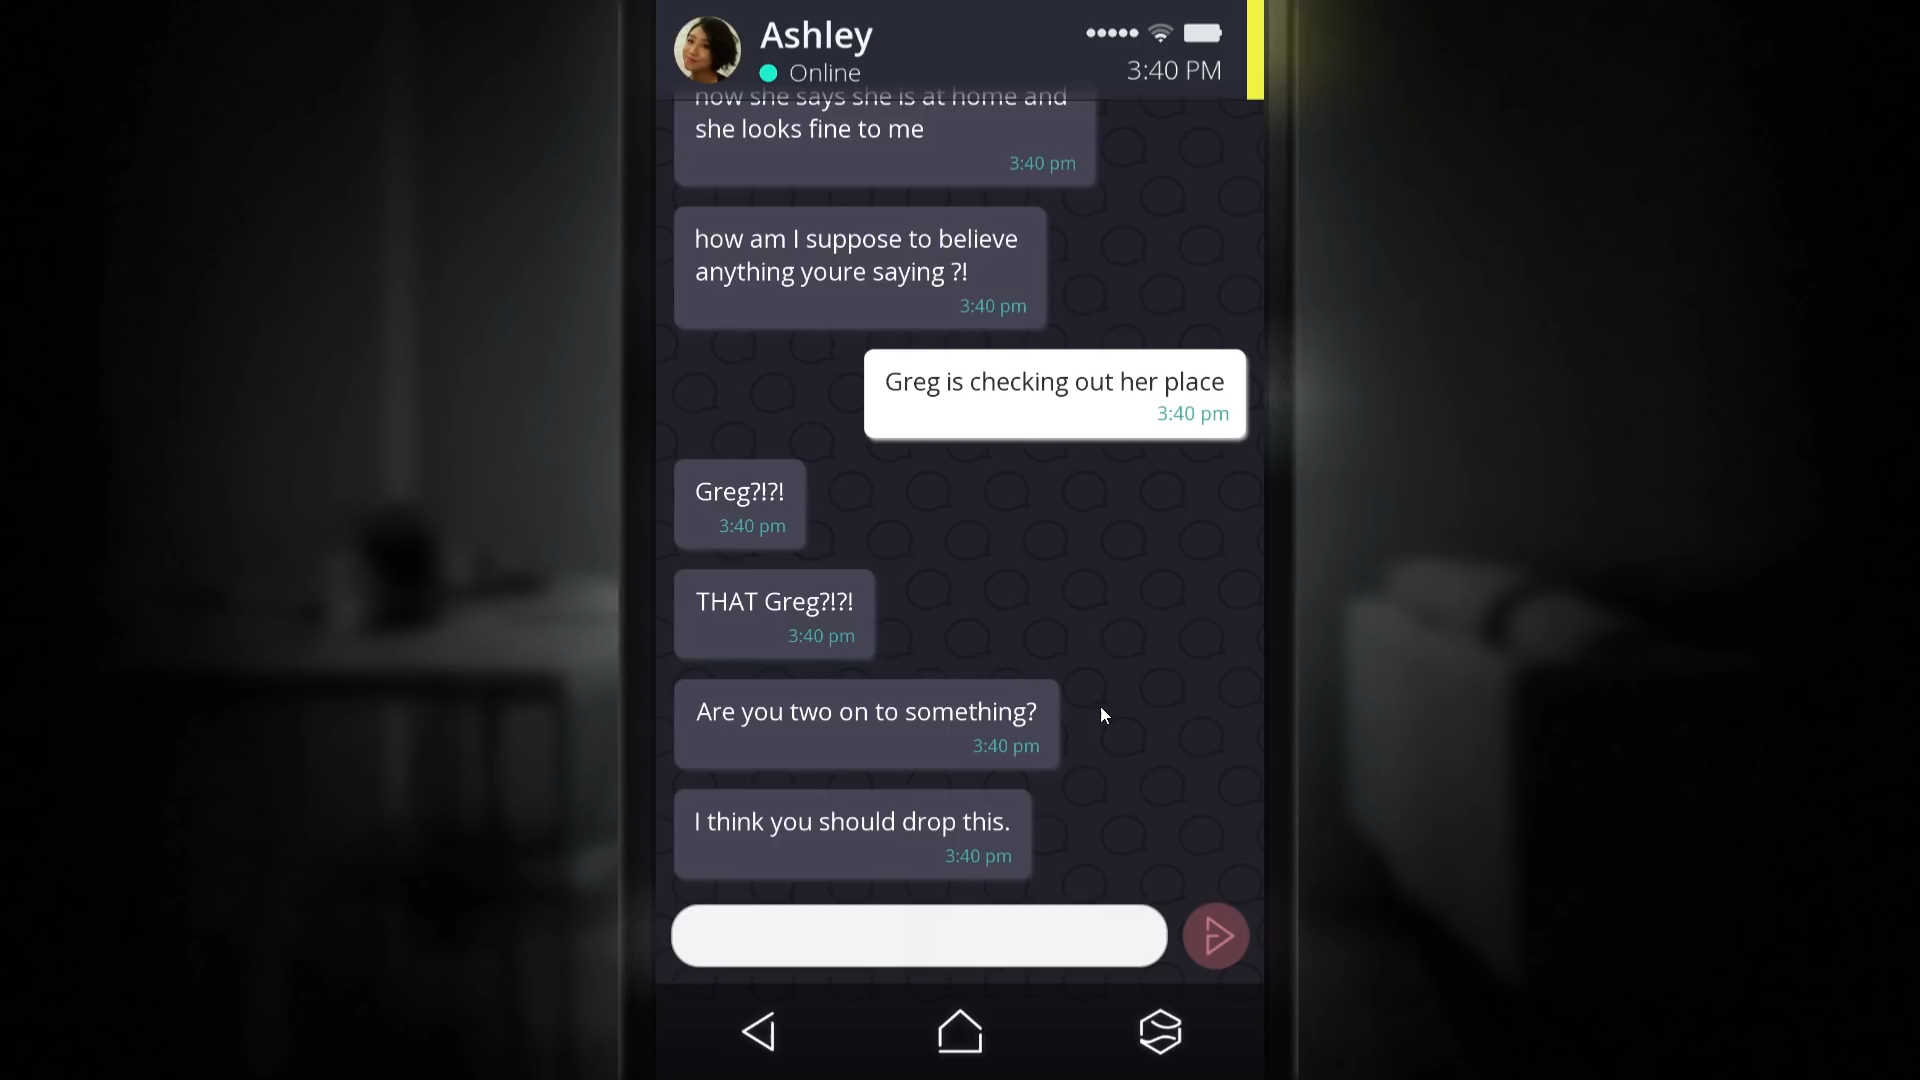 Ashley
Online
3:40 PM
now she says she is at home and
she looks fine to me
3:40 pm
how am I suppose to believe
anything youre saying ?!
3:40 pm
Greg is checking out her place
3:40 pm
Greg?!?!
3:40 pm
THAT Greg?!?!
3:40 pm
Are you two on to something?
3:40 pm
I think you should drop this.
3:40 pm